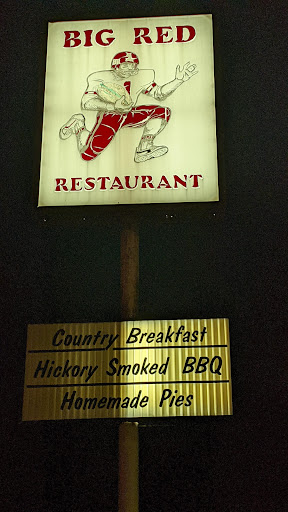 BIG RED
RESTAURANT
Country Breakfast
Hickory Smoked BBQ
Homemade Pies